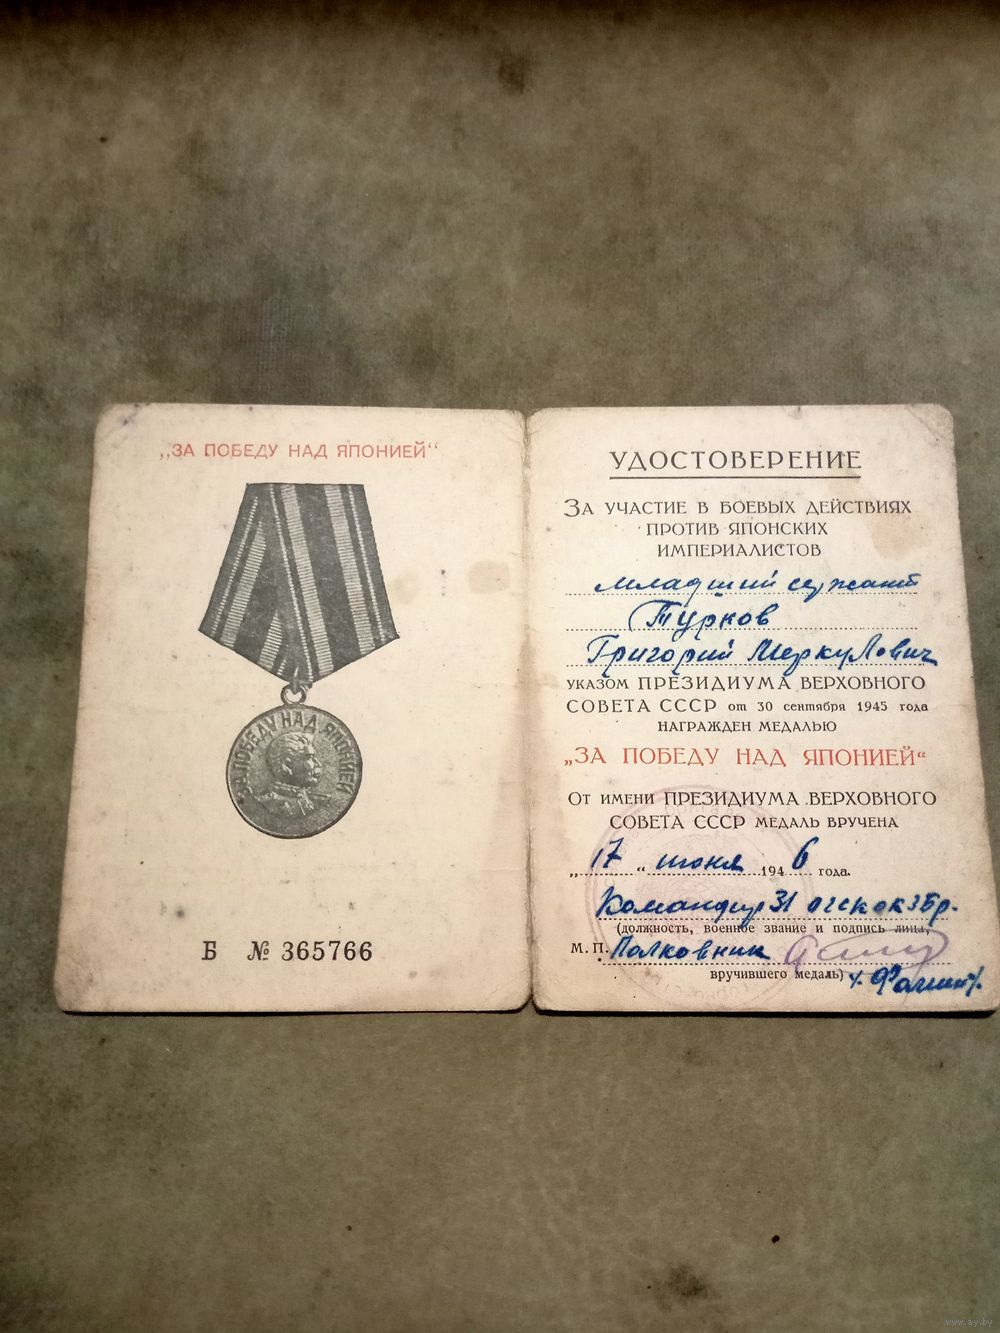 „ЗА ПОБЕДУ НАД ЯПОНИЕЙ“
ЗА ПОБЕДУ НАД ЯПОНИЕЙ
Б № 365766
УДОСТОВЕРЕНИЕ
ЗА УЧАСТИЕ В БОЕВЫХ ДЕЙСТВИЯХ
ПРОТИВ ЯПОНСКИХ
ИМПЕРИАЛИСТОВ
Младший сержант
Турков
Григорий Меркулович
УКАЗОМ ПРЕЗИДИУМА ВЕРХОВНОГО
СОВЕТА СССР от 30 сентября 1945 года
НАГРАЖДЕН МЕДАЛЬЮ
„ЗА ПОБЕДУ НАД ЯПОНИЕЙ“
ОТ ИМЕНИ ПРЕЗИДИУМА ВЕРХОВНОГО
СОВЕТА СССР МЕДАЛЬ ВРУЧЕНА
„17“ июня 1946 года.
Командир 31
(должность, военное звание и подпись лица,
М. П. Полковник
вручившего медаль)
www.ay.by